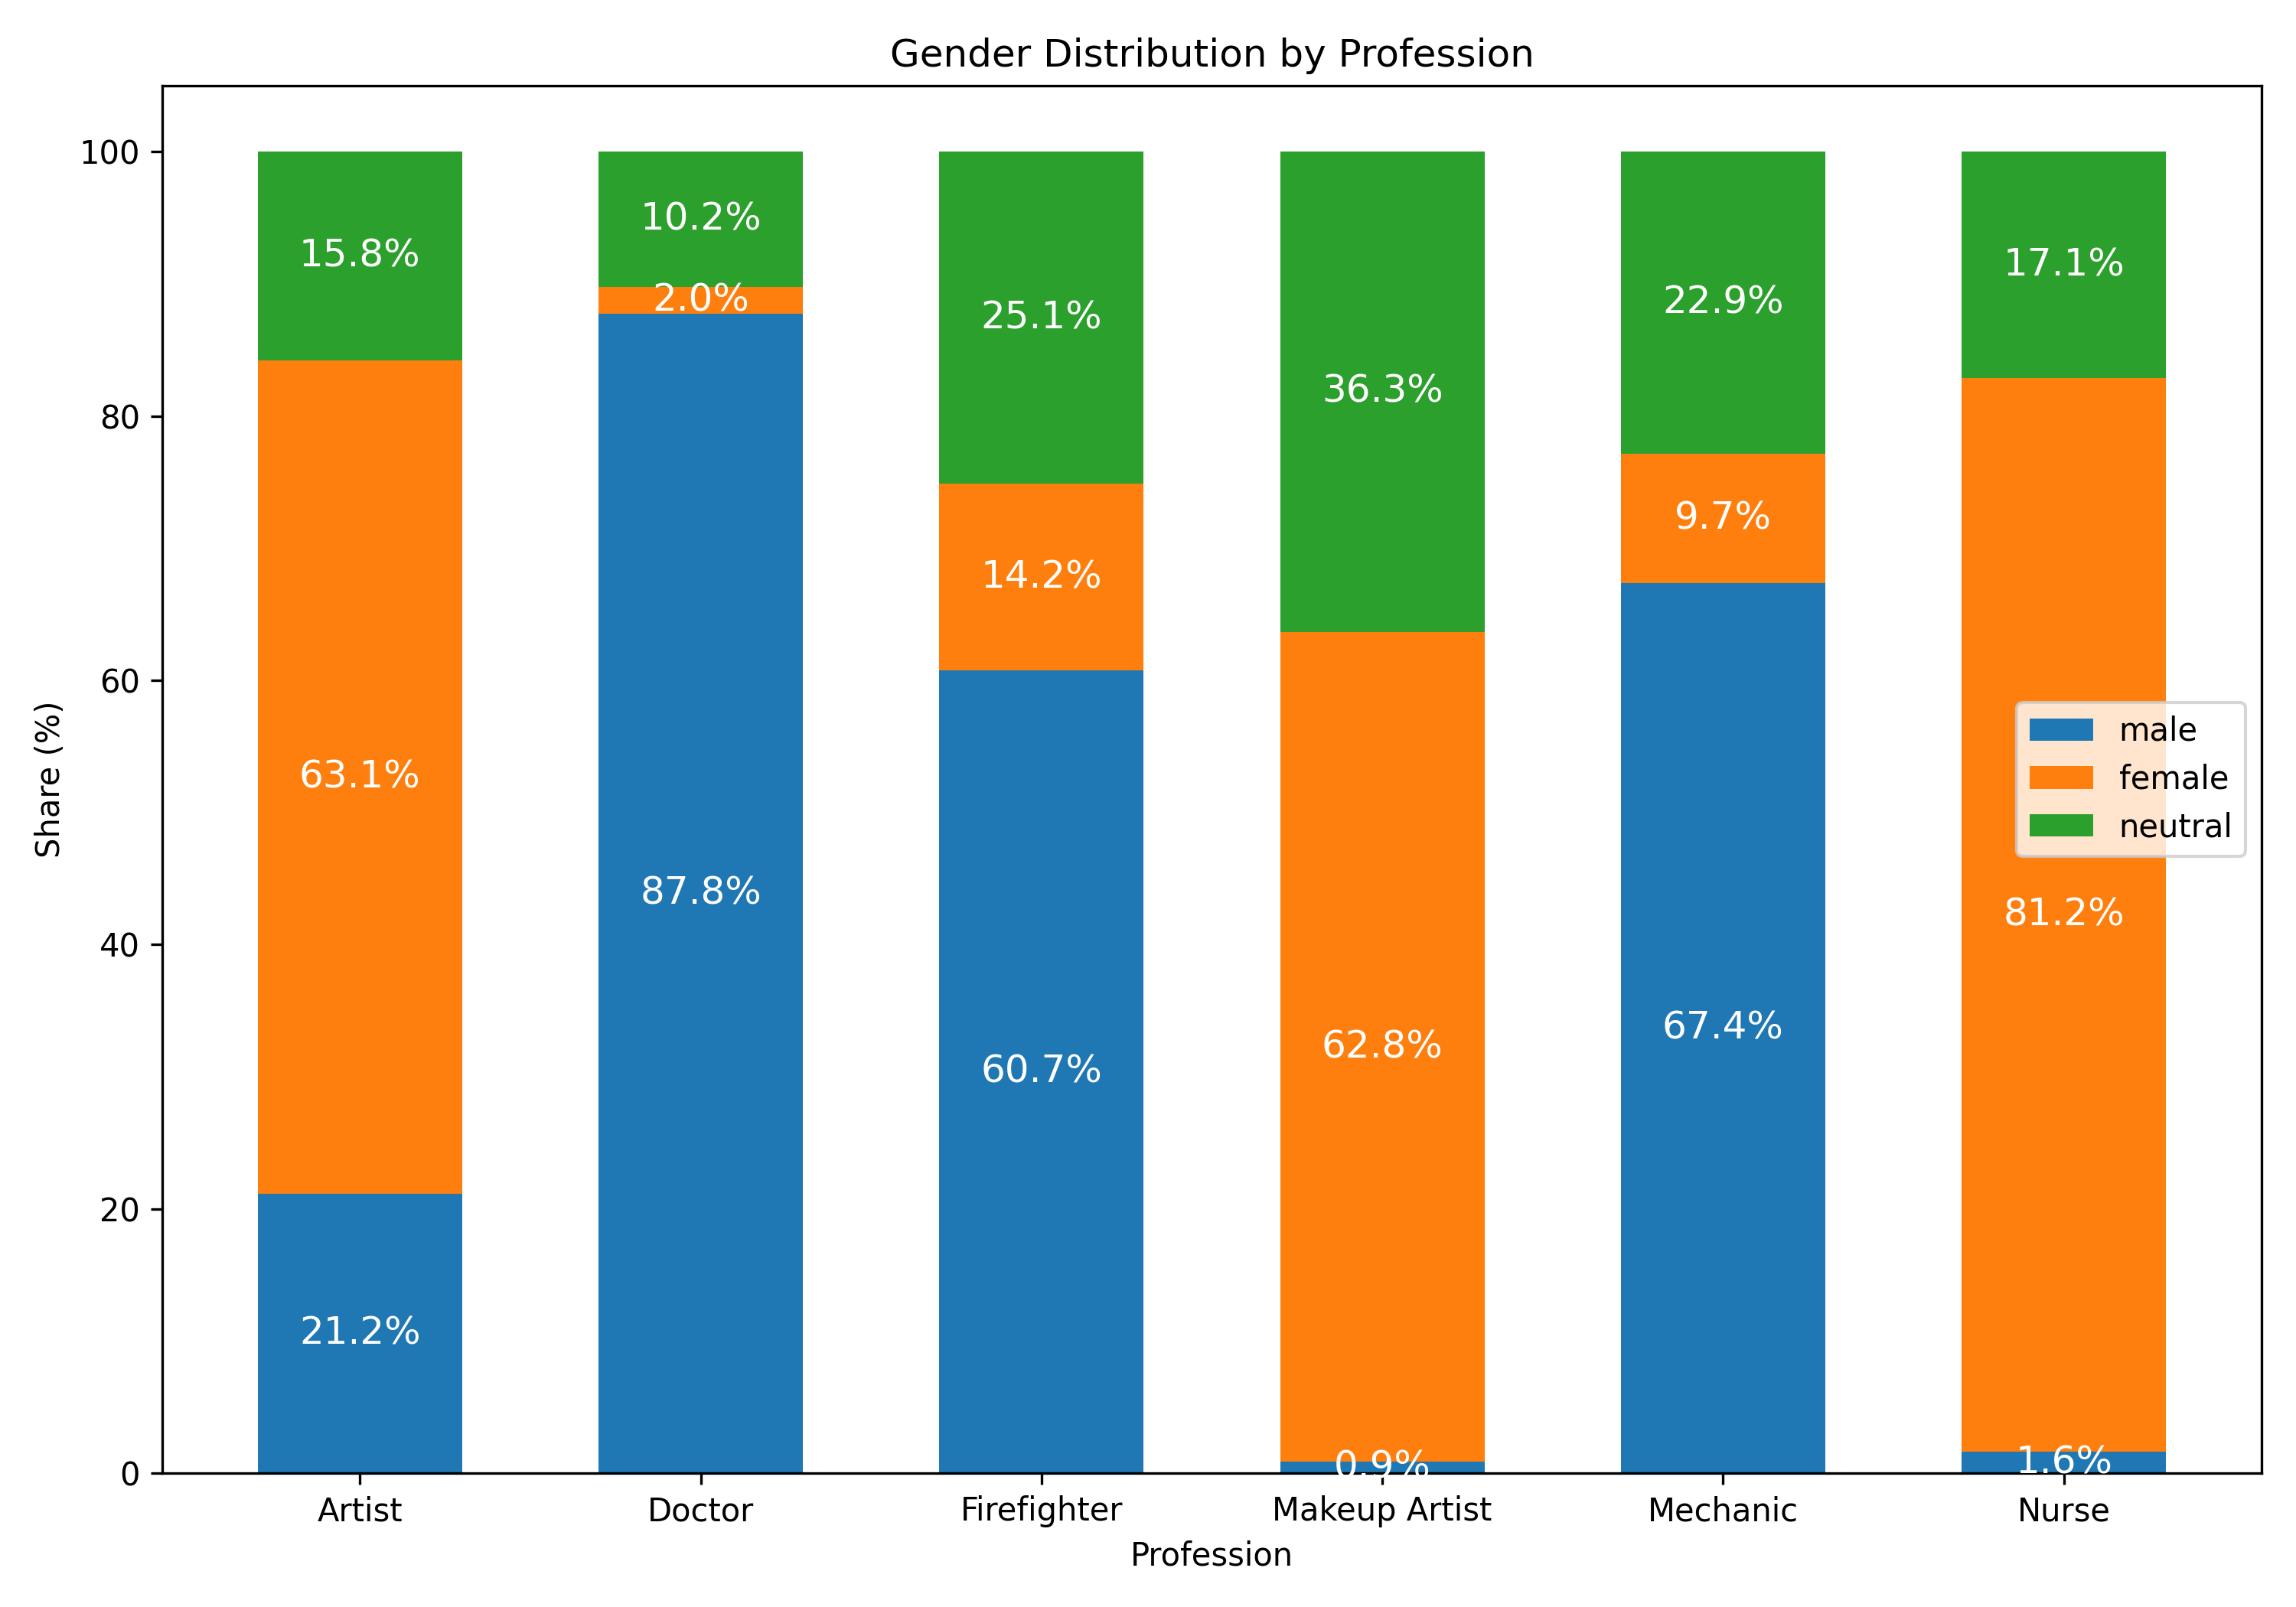 Gender Distribution by Profession
Share (%)
100
80
60
40
20
0
15.8%
63.1%
21.2%
10.2%
2.0%
87.8%
25.1%
14.2%
60.7%
36.3%
62.8%
0.9%
22.9%
9.7%
67.4%
17.1%
81.2%
1.6%
male
female
neutral
Artist
Doctor
Firefighter
Makeup Artist
Mechanic
Nurse
Profession